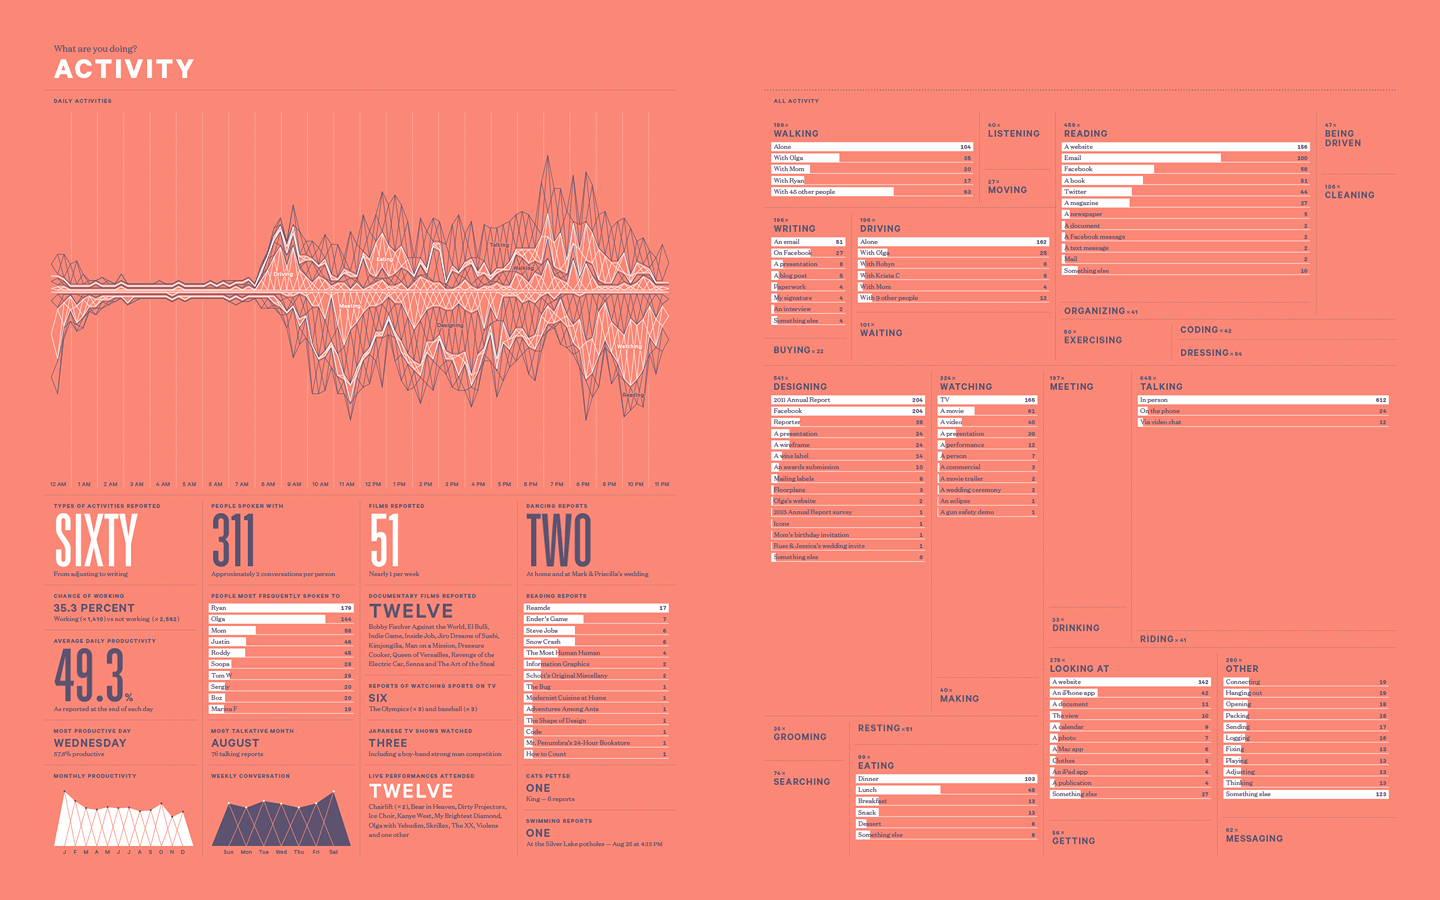 What are you doing?
ACTIVITY
DAILY ACTIVITIES
Talking
Eating
Walking
Driving
Meeting
Designing
Watching
Reading
12 AM 1 AM 2 AM 3 AM 4 AM 5 AM 6 AM 7 AM 8 AM 9 AM 10 AM 11 AM 12 PM 1 PM 2 PM 3 PM 4 PM 5 PM 6 PM 7 PM 8 PM 9 PM 10 PM 11 PM
TYPES OF ACTIVITIES REPORTED
SIXTY
From adjusting to writing
PEOPLE SPOKEN WITH
311
Approximately 2 conversations per person
FILMS REPORTED
51
Nearly 1 per week
DANCING REPORTS
TWO
At home and at Mark & Priscilla's wedding
CHANCE OF WORKING
35.3 PERCENT
Working (×1,410) vs not working (×2,582)
AVERAGE DAILY PRODUCTIVITY
49.3%
As reported at the end of each day
MOST PRODUCTIVE DAY
WEDNESDAY
57.6% productive
MONTHLY PRODUCTIVITY
J F M A M J J A S O N D
PEOPLE MOST FREQUENTLY SPOKEN TO
Ryan 179
Olga 144
Mom 58
Justin 46
Roddy 45
Soopa 28
Tom W 26
Sergiy 20
Boz 20
Marina F 19
MOST TALKATIVE MONTH
AUGUST
76 talking reports
WEEKLY CONVERSATION
Sun Mon Tue Wed Thu Fri Sat
DOCUMENTARY FILMS REPORTED
TWELVE
Bobby Fischer Against the World, El Bulli,
Indie Game, Inside Job, Jiro Dreams of Sushi,
Kimjongilia, Man on a Mission, Pressure
Cooker, Queen of Versailles, Revenge of the
Electric Car, Senna and The Art of the Steal
REPORTS OF WATCHING SPORTS ON TV
SIX
The Olympics (×3) and baseball (×3)
JAPANESE TV SHOWS WATCHED
THREE
Including a boy-band strong man competition
LIVE PERFORMANCES ATTENDED
TWELVE
Chairlift (×2), Bear in Heaven, Dirty Projectors,
Ice Choir, Kanye West, My Brightest Diamond,
Olga with Yehudim, Skrillex, The XX, Violens
and one other
READING REPORTS
Reamde 17
Ender's Game 7
Steve Jobs 6
Snow Crash 6
The Most Human Human 4
Information Graphics 2
Schott's Original Miscellany 2
The Bug 1
Modernist Cuisine at Home 1
Adventures Among Ants 1
The Shape of Design 1
Code 1
Mr. Penumbra's 24-Hour Bookstore 1
How to Count 1
CATS PETTED
ONE
King — 6 reports
SWIMMING REPORTS
ONE
At the Silver Lake potholes — Aug 25 at 4:13 PM
ALL ACTIVITY
WALKING
Alone 104
With Olga 35
With Mom 20
With Ryan 17
With 45 other people 63
40×
LISTENING
27×
MOVING
459×
READING
A website 156
Email 100
Facebook 58
A book 51
Twitter 44
A magazine 27
A newspaper 5
A document 2
A Facebook message 2
A text message 2
Mail 2
Something else 10
47×
BEING
DRIVEN
106×
CLEANING
WRITING
An email 51
On Facebook 27
A presentation 8
A blog post 5
Paperwork 4
My signature 4
An interview 2
Something else 4
BUYING ×22
196×
DRIVING
Alone 162
With Olga 25
With Robyn 6
With Krista C 6
With Mom 4
With 9 other people 12
101×
WAITING
ORGANIZING ×41
50×
EXERCISING
CODING ×42
DRESSING ×54
541×
DESIGNING
2011 Annual Report 204
Facebook 204
Reporter 38
A presentation 24
A wireframe 24
A wine label 14
An awards submission 10
Mailing labels 6
Floorplans 3
Olga's website 2
2013 Annual Report survey 1
Icons 1
Mom's birthday invitation 1
Russ & Jessica's wedding invite 1
Something else 8
324×
WATCHING
TV 165
A movie 61
A video 40
A presentation 20
A performance 12
A person 7
A commercial 3
A movie trailer 2
A wedding ceremony 2
An eclipse 1
A gun safety demo 1
197×
MEETING
648×
TALKING
In person 612
On the phone 24
Via video chat 12
33×
DRINKING
RIDING ×41
40×
MAKING
35×
GROOMING
RESTING ×51
74×
SEARCHING
99×
EATING
Dinner 103
Lunch 48
Breakfast 13
Snack 13
Dessert 6
Something else 8
278×
LOOKING AT
A website 142
An iPhone app 42
A document 11
The view 10
A calendar 9
A photo 7
A Mac app 6
Clothes 5
An iPad app 4
A publication 4
Something else 27
56×
GETTING
280×
OTHER
Connecting 19
Hanging out 19
Opening 18
Packing 18
Sending 17
Logging 16
Fixing 13
Playing 13
Adjusting 13
Thinking 13
Something else 123
62×
MESSAGING